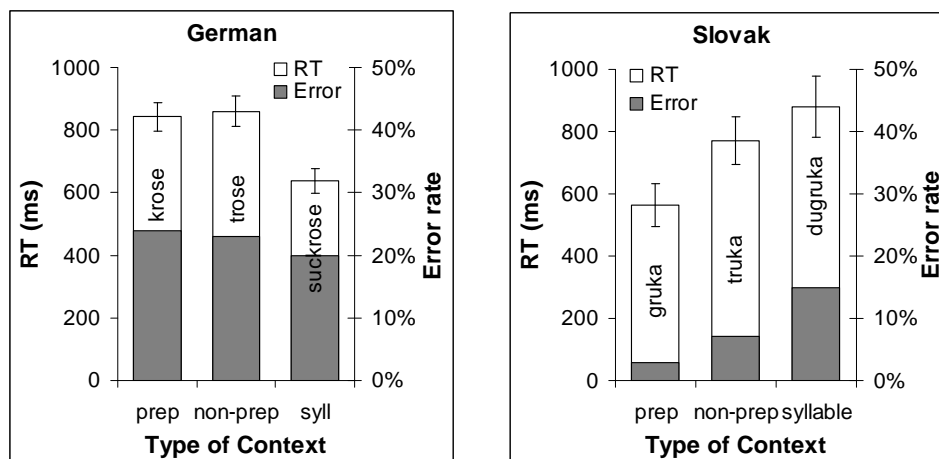 German
1000
800
600
400
200
0
RT (ms)
50%
40%
30%
20%
10%
0%
Error rate
RT
Error
krose
trose
suckrose
prep non-prep syll
Type of Context
Slovak
1000
800
600
400
200
0
RT (ms)
50%
40%
30%
20%
10%
0%
Error rate
RT
Error
gruka
truka
dugruka
prep non-prep syllable
Type of Context